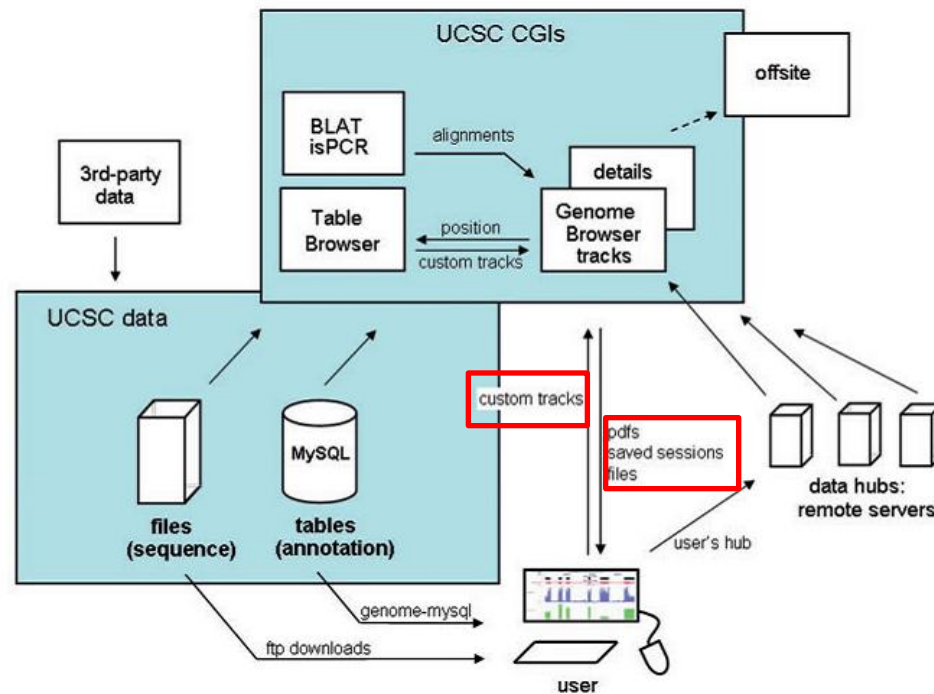 UCSC CGIs
offsite
BLAT
isPCR
alignments
details
3rd-party
data
Table
Browser
position
custom tracks
Genome
Browser
tracks
UCSC data
custom tracks
pdfs
saved sessions
files
MySQL
files
(sequence)
tables
(annotation)
data hubs:
remote servers
user's hub
genome-mysql
ftp downloads
user